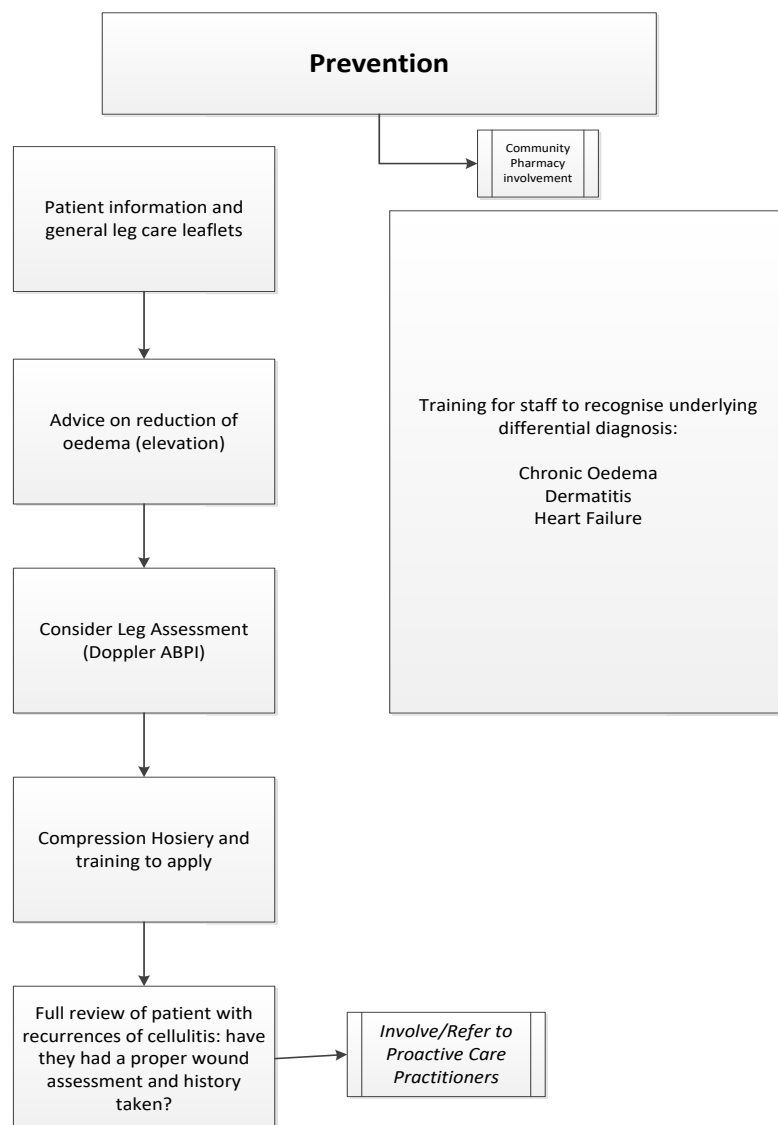 Prevention
Community
Pharmacy
involvement
Patient information and
general leg care leaflets
Training for staff to recognise underlying
differential diagnosis:
Chronic Oedema
Dermatitis
Heart Failure
Advice on reduction of
oedema (elevation)
Consider Leg Assessment
(Doppler ABPI)
Compression Hosiery and
training to apply
Full review of patient with
recurrences of cellulitis: have
they had a proper wound
assessment and history
taken?
Involve/Refer to
Proactive Care
Practitioners